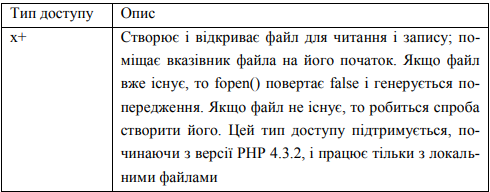 Тип доступу Опис
x+ Створює і відкриває файл для читання і запису; по-
міщає вказівник файла на його початок. Якщо файл
вже існує, то fopen() повертає false і генерується по-
передження. Якщо файл не існує, то робиться спроба
створити його. Цей тип доступу підтримується, по-
чинаючи з версії PHP 4.3.2, і працює тільки з локаль-
ними файлами